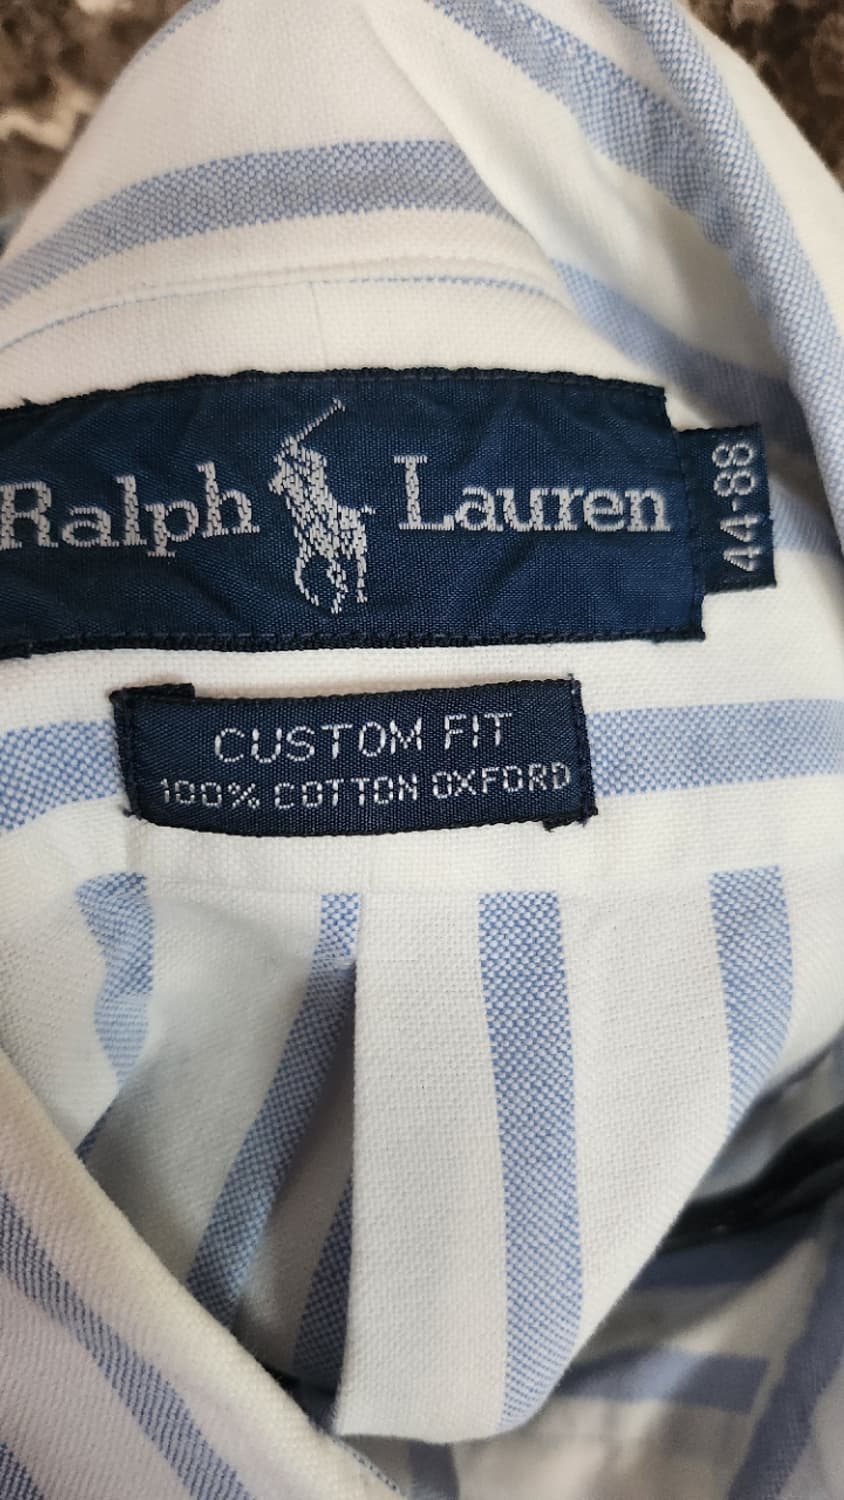 Ralph Lauren
44-88
CUSTOM FIT
100% COTTON OXFORD